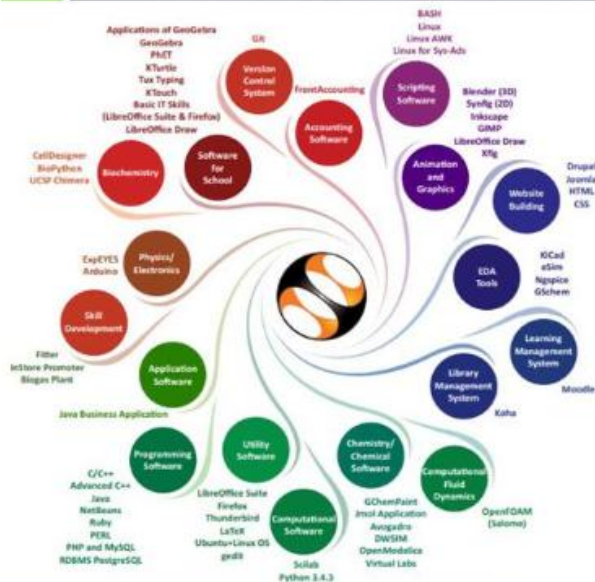 Applications of GeoGebra
GeoGebra
PhET
KTurtle
Tux Typing
KTouch
Basic IT Skills
(LibreOffice Suite & Firefox)
LibreOffice Draw
Software
for
School
Git
Version
Control
System
FrontAccounting
Accounting
Software
BASH
Linux
Linux AWK
Linux for Sys-Ads
Scripting
Software
Blender (3D)
Synfig (2D)
Inkscape
GIMP
LibreOffice Draw
Xfig
Animation
and
Graphics
Drupal
Joomla
HTML
CSS
Website
Building
KiCad
eSim
Ngspice
GSchem
EDA
Tools
Learning
Management
System
Moodle
Library
Management
System
Koha
Computational
Fluid
Dynamics
OpenFOAM
(Salome)
Chemistry/
Chemical
Software
GChemPaint
Jmol Application
Avogadro
DWSIM
OpenModelica
Virtual Labs
Computational
Software
Scilab
Python 3.4.3
Utility
Software
LibreOffice Suite
Firefox
Thunderbird
LaTeX
Ubuntu+Linux OS
gedit
Programming
Software
C/C++
Advanced C++
Java
NetBeans
Ruby
PERL
PHP and MySQL
RDBMS PostgreSQL
Application
Software
Java Business Application
Skill
Development
Fitter
InStore Promoter
Biogas Plant
Physics/
Electronics
ExpEYES
Arduino
Biochemistry
CellDesigner
BioPython
UCSF Chimera